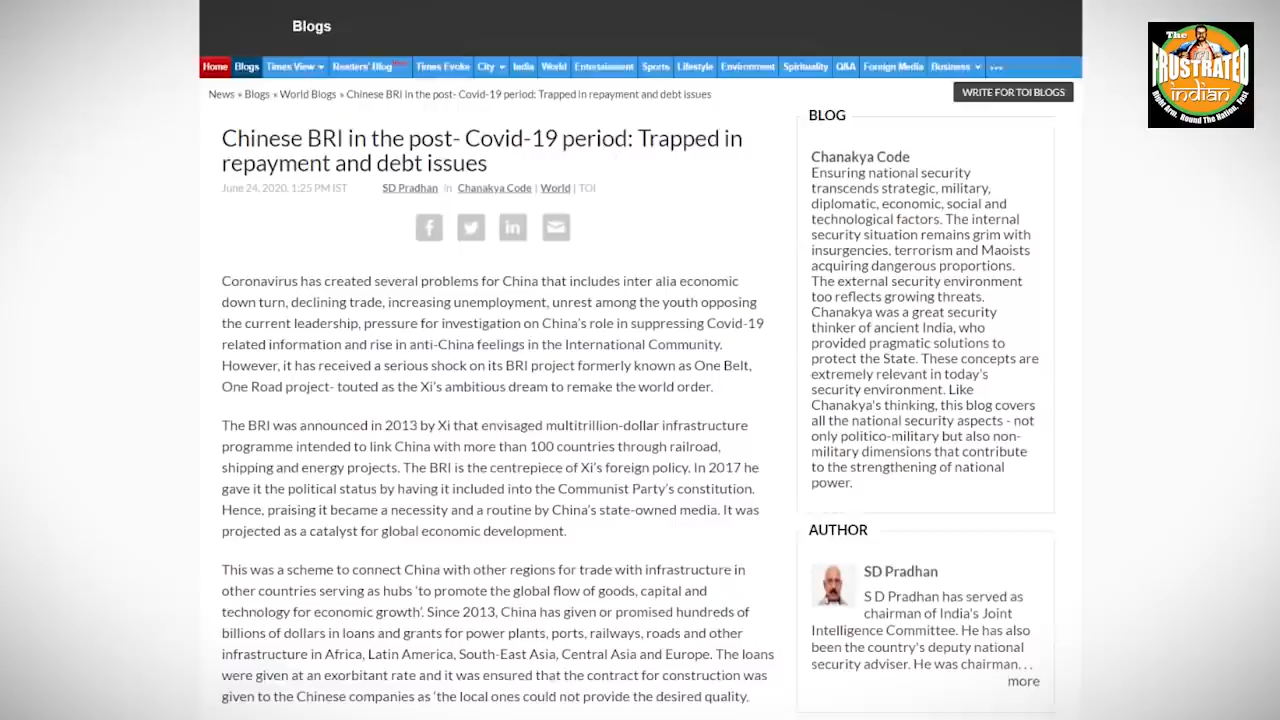 Blogs
Home Blogs Times View Readers' Blog Times Evoke City India World Entertainment Sports Lifestyle Environment Spirituality Q&A Foreign Media Business ...
News » Blogs » World Blogs » Chinese BRI in the post- Covid-19 period: Trapped in repayment and debt issues
WRITE FOR TOI BLOGS
Chinese BRI in the post- Covid-19 period: Trapped in
repayment and debt issues
June 24, 2020, 1:25 PM IST SD Pradhan in Chanakya Code | World | TOI
Coronavirus has created several problems for China that includes inter alia economic
down turn, declining trade, increasing unemployment, unrest among the youth opposing
the current leadership, pressure for investigation on China's role in suppressing Covid-19
related information and rise in anti-China feelings in the International Community.
However, it has received a serious shock on its BRI project formerly known as One Belt,
One Road project- touted as the Xi's ambitious dream to remake the world order.
The BRI was announced in 2013 by Xi that envisaged multitrillion-dollar infrastructure
programme intended to link China with more than 100 countries through railroad,
shipping and energy projects. The BRI is the centrepiece of Xi's foreign policy. In 2017 he
gave it the political status by having it included into the Communist Party's constitution.
Hence, praising it became a necessity and a routine by China's state-owned media. It was
projected as a catalyst for global economic development.
This was a scheme to connect China with other regions for trade with infrastructure in
other countries serving as hubs 'to promote the global flow of goods, capital and
technology for economic growth'. Since 2013, China has given or promised hundreds of
billions of dollars in loans and grants for power plants, ports, railways, roads and other
infrastructure in Africa, Latin America, South-East Asia, Central Asia and Europe. The loans
were given at an exorbitant rate and it was ensured that the contract for construction was
given to the Chinese companies as 'the local ones could not provide the desired quality.
BLOG
Chanakya Code
Ensuring national security
transcends strategic, military,
diplomatic, economic, social and
technological factors. The internal
security situation remains grim with
insurgencies, terrorism and Maoists
acquiring dangerous proportions.
The external security environment
too reflects growing threats.
Chanakya was a great security
thinker of ancient India, who
provided pragmatic solutions to
protect the State. These concepts are
extremely relevant in today's
security environment. Like
Chanakya's thinking, this blog covers
all the national security aspects - not
only politico-military but also non-
military dimensions that contribute
to the strengthening of national
power.
AUTHOR
SD Pradhan
S D Pradhan has served as
chairman of India's Joint
Intelligence Committee. He has also
been the country's deputy national
security adviser. He was chairman. . .
more
The
FRUSTRATED
indian
Right Arm, Round The Nation, Fast